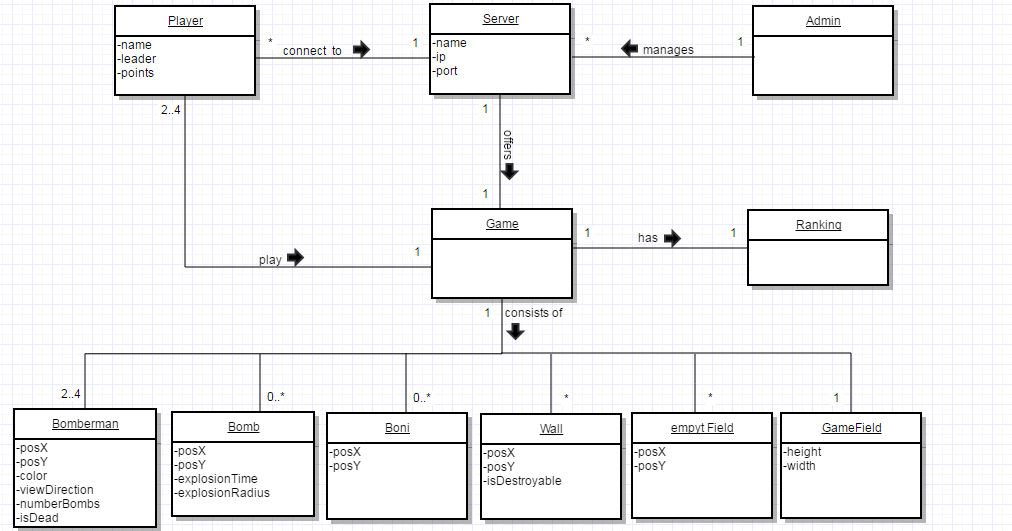 Player
-name
-leader
-points
* connect to 1
Server
-name
-ip
-port
* manages 1
Admin
2..4
1
offers
1
Game
play 1
1 has 1
Ranking
1 consists of
2..4
0..*
0..*
*
*
1
Bomberman
-posX
-posY
-color
-viewDirection
-numberBombs
-isDead
Bomb
-posX
-posY
-explosionTime
-explosionRadius
Boni
-posX
-posY
Wall
-posX
-posY
-isDestroyable
empyt Field
-posX
-posY
GameField
-height
-width